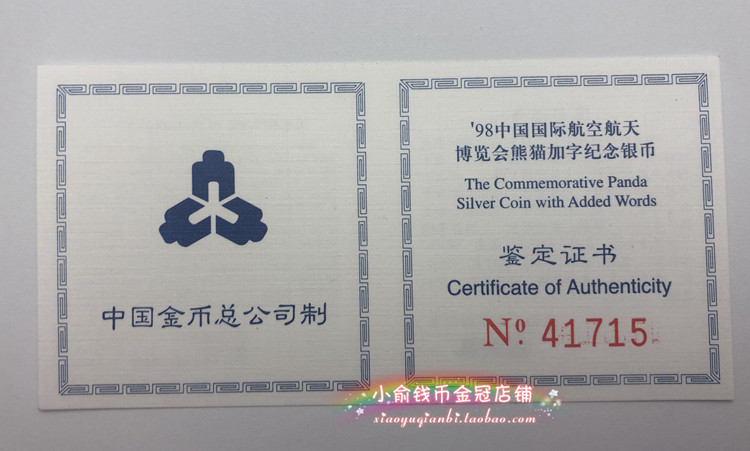 中国金币总公司制
'98中国国际航空航天
博览会熊猫加字纪念银币
The Commemorative Panda
Silver Coin with Added Words
鉴定证书
Certificate of Authenticity
Nº 41715
小俞钱币金冠店铺
xiaoyuqianbi.taobao.com